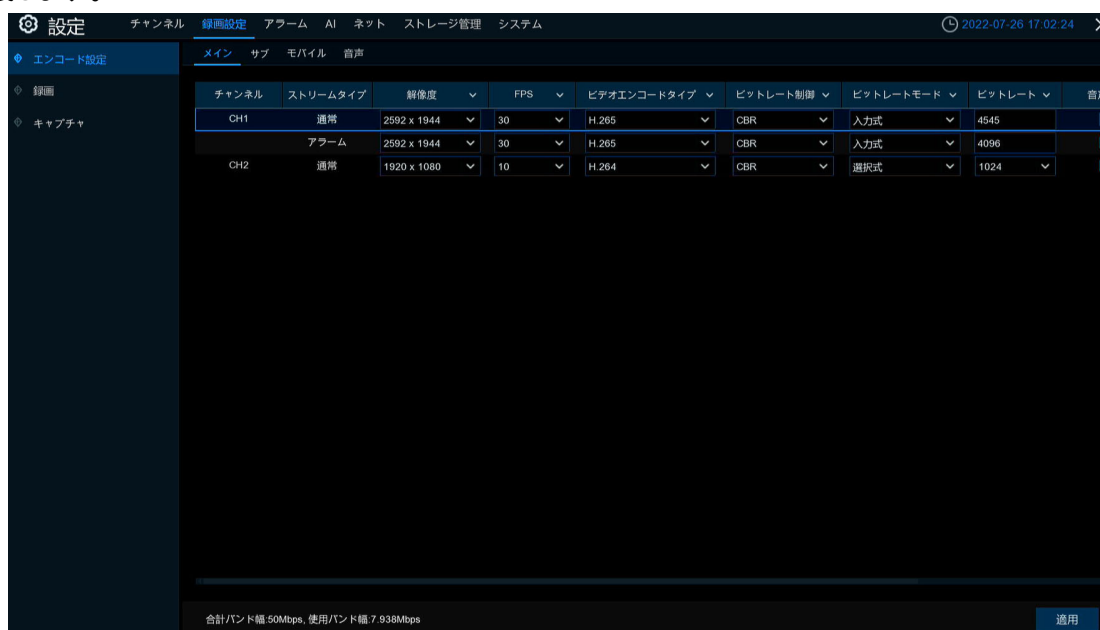 設定 チャンネル 録画設定 アラーム AI ネット ストレージ管理 システム 2022-07-26 17:02:24
エンコード設定
録画
キャプチャ
メイン サブ モバイル 音声
チャンネル ストリームタイプ 解像度 FPS ビデオエンコードタイプ ビットレート制御 ビットレートモード ビットレート 音
CH1 通常 2592 x 1944 30 H.265 CBR 入力式 4545
アラーム 2592 x 1944 30 H.265 CBR 入力式 4096
CH2 通常 1920 x 1080 10 H.264 CBR 選択式 1024
合計バンド幅:50Mbps, 使用バンド幅:7.938Mbps
適用